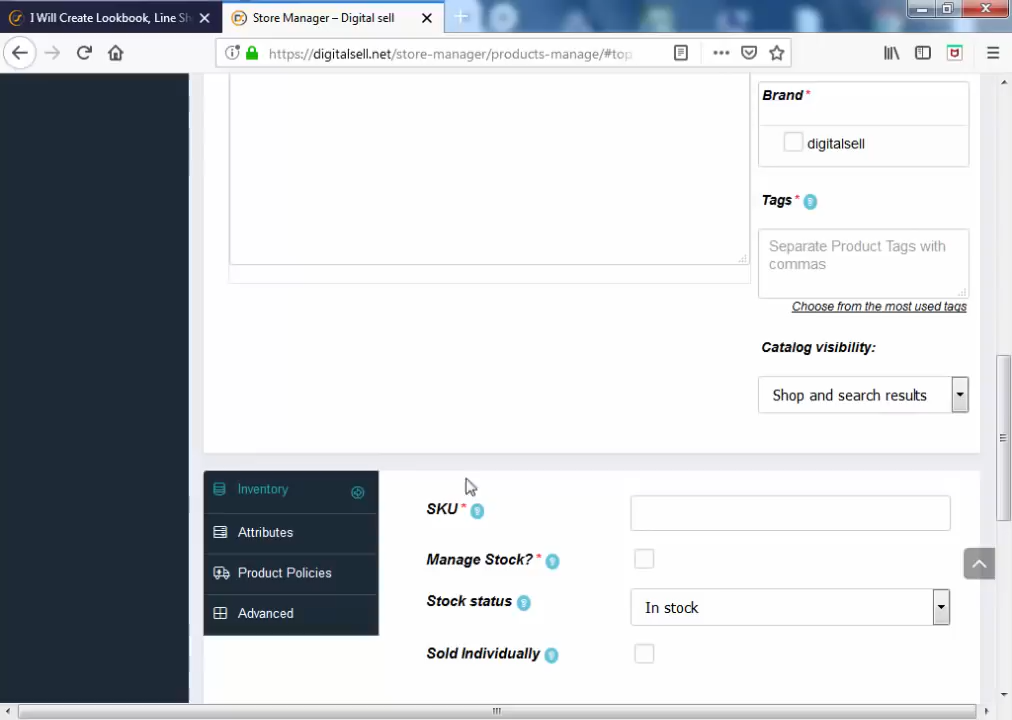 I Will Create Lookbook, Line Sh
Store Manager – Digital sell
https://digitalsell.net/store-manager/products-manage/#top
Brand*
digitalsell
Tags*
Separate Product Tags with
commas
Choose from the most used tags
Catalog visibility:
Shop and search results
Inventory
Attributes
Product Policies
Advanced
SKU*
Manage Stock?*
Stock status
In stock
Sold Individually